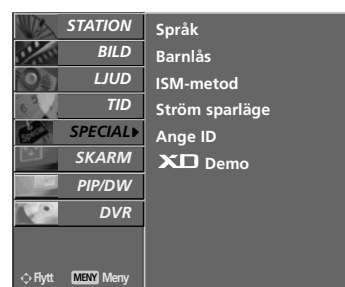 STATION
BILD
LJUD
TID
SPECIAL
SKARM
PIP/DW
DVR
Flytt MENY Meny
Språk
Barnlås
ISM-metod
Ström sparläge
Ange ID
XD Demo